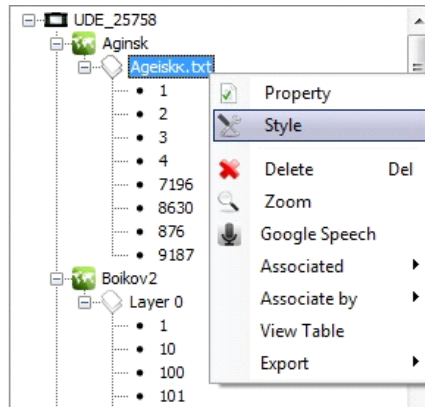 UDE_25758
Aginsk
Ageiskк.txt
1
2
3
4
7196
8630
876
9187
Boikov2
Layer 0
1
10
100
101
Property
Style
Delete Del
Zoom
Google Speech
Associated
Associate by
View Table
Export